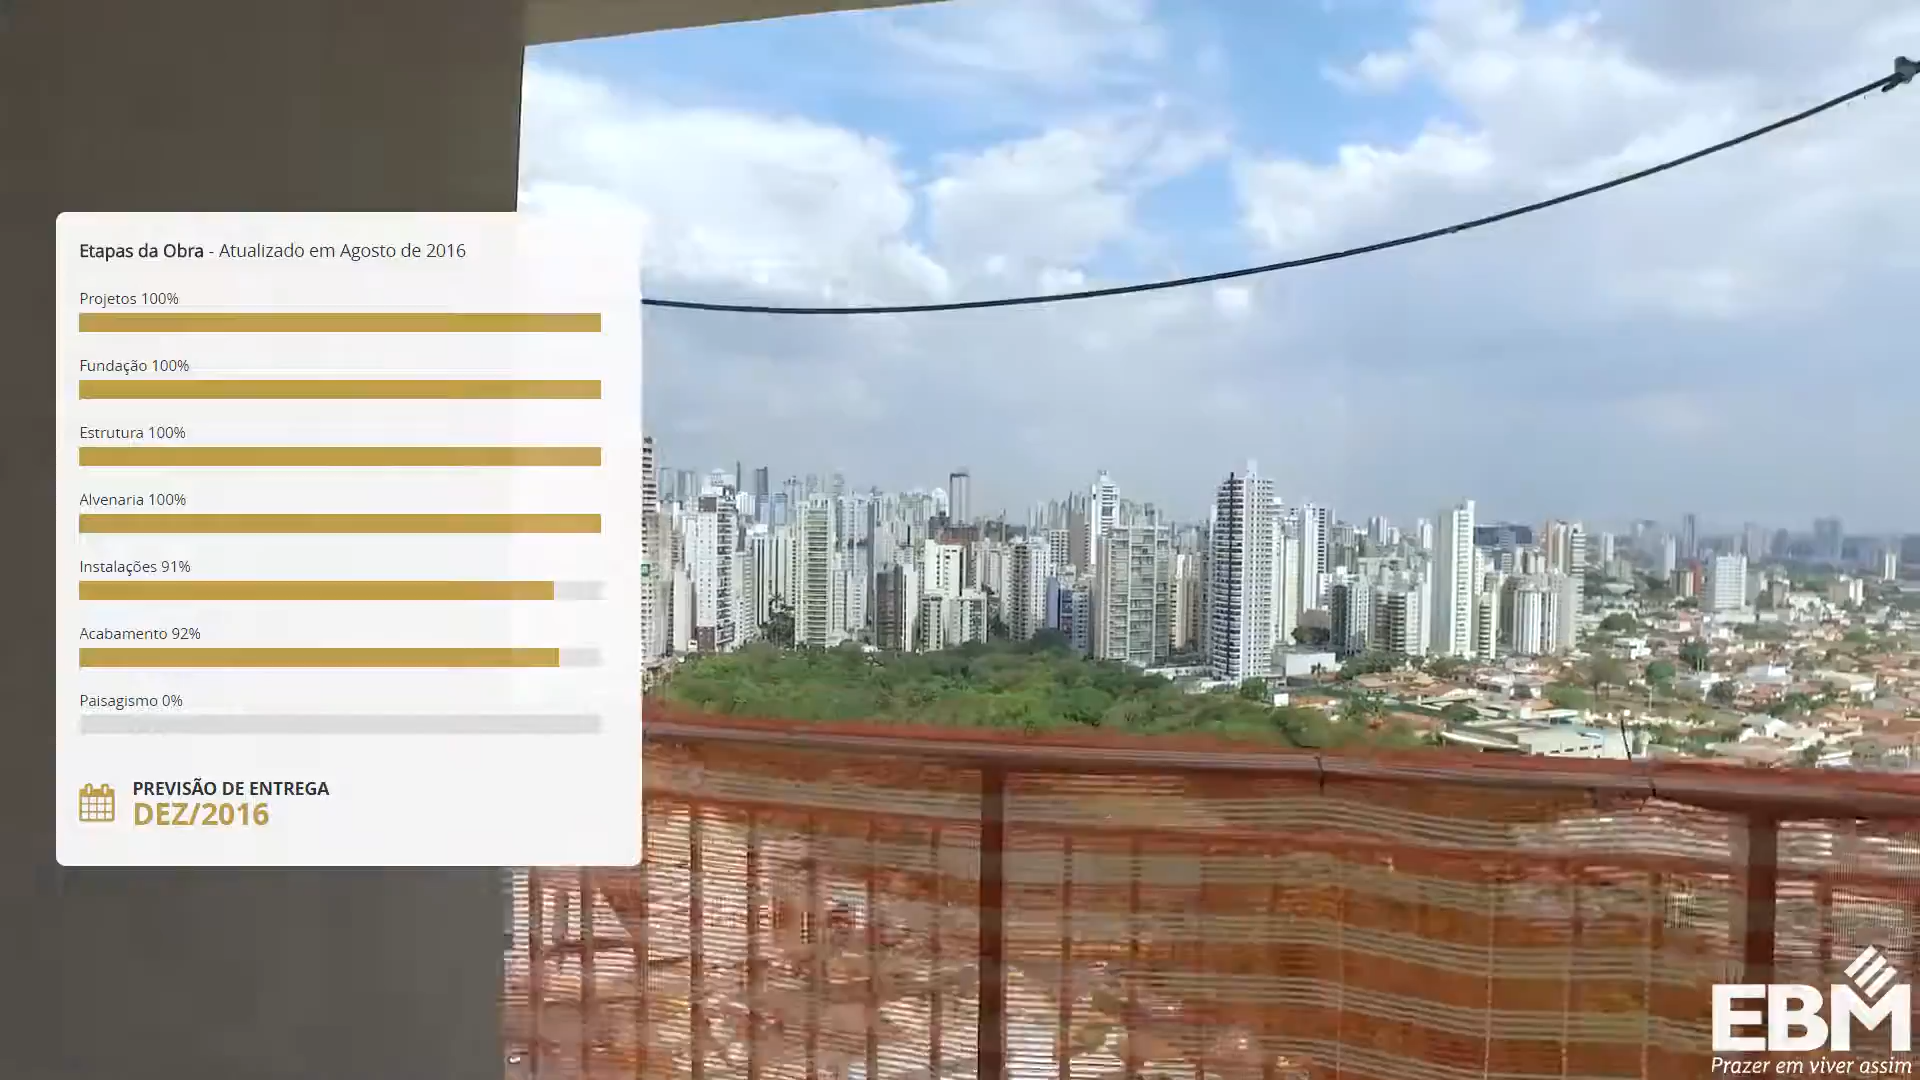 Etapas da Obra - Atualizado em Agosto de 2016
Projetos 100%
Fundação 100%
Estrutura 100%
Alvenaria 100%
Instalações 91%
Acabamento 92%
Paisagismo 0%
PREVISÃO DE ENTREGA
DEZ/2016
EBM
Prazer em viver assim